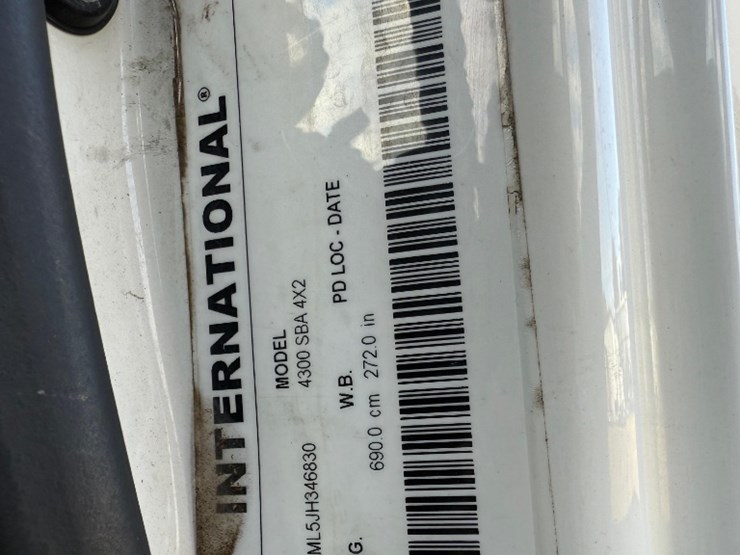 INTERNATIONAL®
MODEL
ML5JH346830 4300 SBA 4X2
G. W.B. PD LOC - DATE
690.0 cm 272.0 in